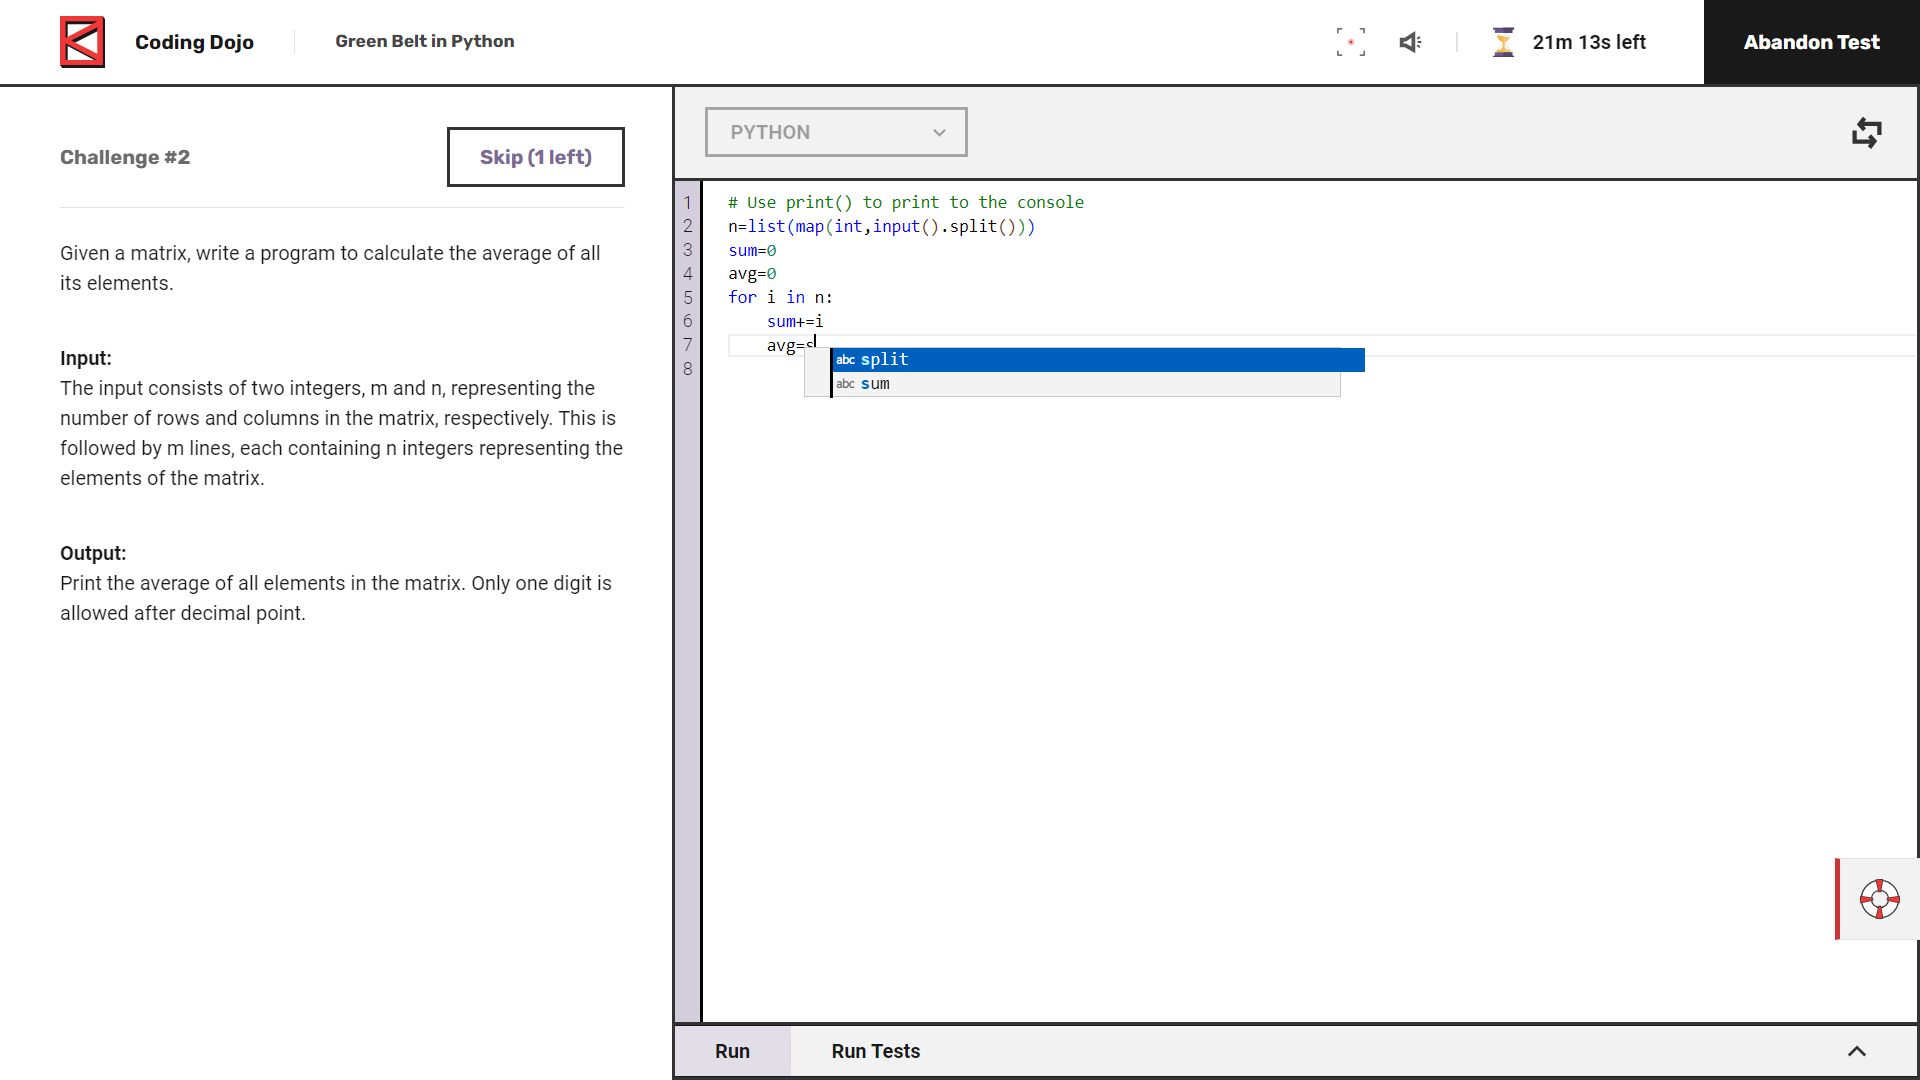 Coding Dojo
Green Belt in Python
21m 13s left
Abandon Test
Challenge #2
Skip (1 left)
Given a matrix, write a program to calculate the average of all
its elements.
Input:
The input consists of two integers, m and n, representing the
number of rows and columns in the matrix, respectively. This is
followed by m lines, each containing n integers representing the
elements of the matrix.
Output:
Print the average of all elements in the matrix. Only one digit is
allowed after decimal point.
PYTHON
1 # Use print() to print to the console
2 n=list(map(int,input().split()))
3 sum=0
4 avg=0
5 for i in n:
6     sum+=i
7     avg=s
8
abc split
abc sum
Run
Run Tests